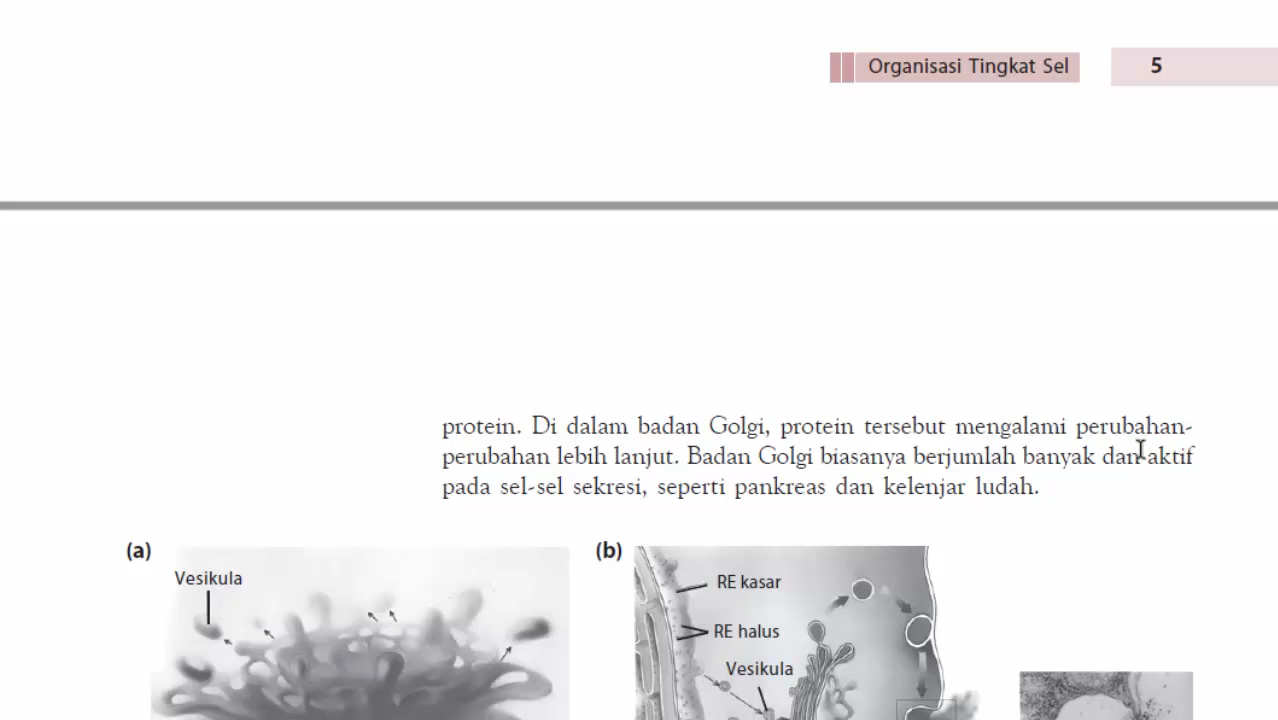 Organisasi Tingkat Sel 5
protein. Di dalam badan Golgi, protein tersebut mengalami perubahan-
perubahan lebih lanjut. Badan Golgi biasanya berjumlah banyak dan aktif
pada sel-sel sekresi, seperti pankreas dan kelenjar ludah.
(a)
Vesikula
(b)
RE kasar
RE halus
Vesikula